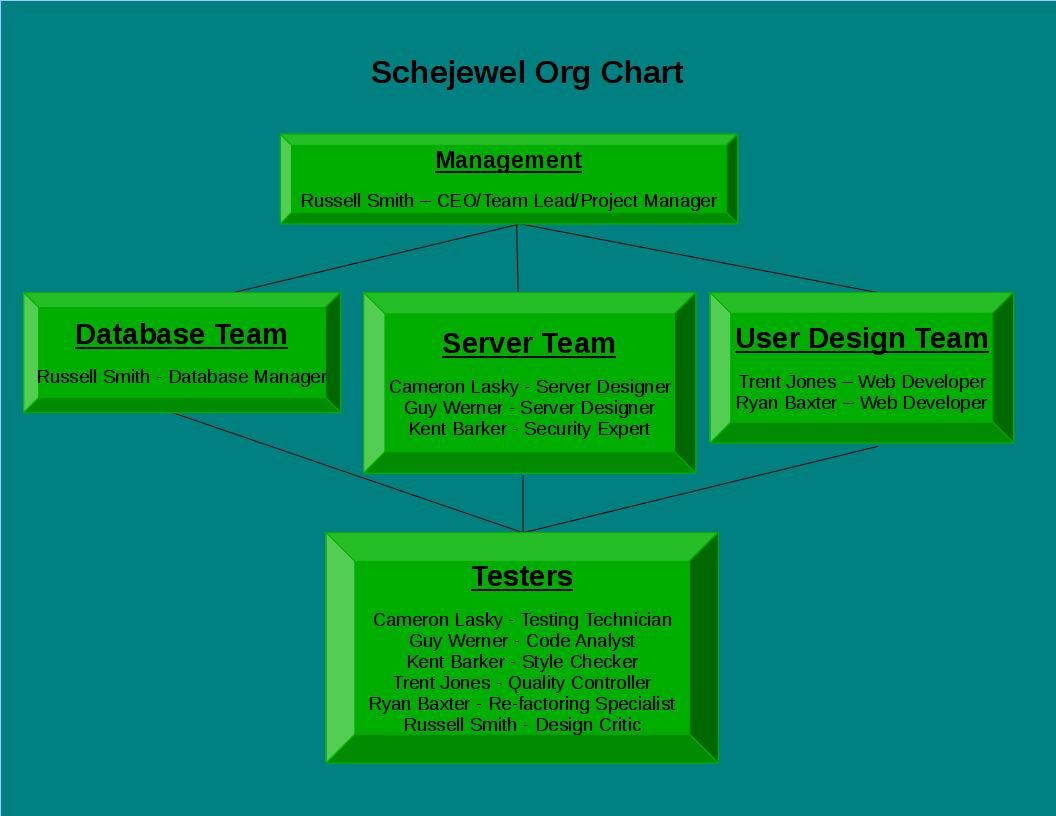 Schejewel Org Chart
Management
Russell Smith – CEO/Team Lead/Project Manager
Database Team
Russell Smith - Database Manager
Server Team
Cameron Lasky - Server Designer
Guy Werner - Server Designer
Kent Barker - Security Expert
User Design Team
Trent Jones – Web Developer
Ryan Baxter – Web Developer
Testers
Cameron Lasky - Testing Technician
Guy Werner - Code Analyst
Kent Barker - Style Checker
Trent Jones - Quality Controller
Ryan Baxter - Re-factoring Specialist
Russell Smith - Design Critic